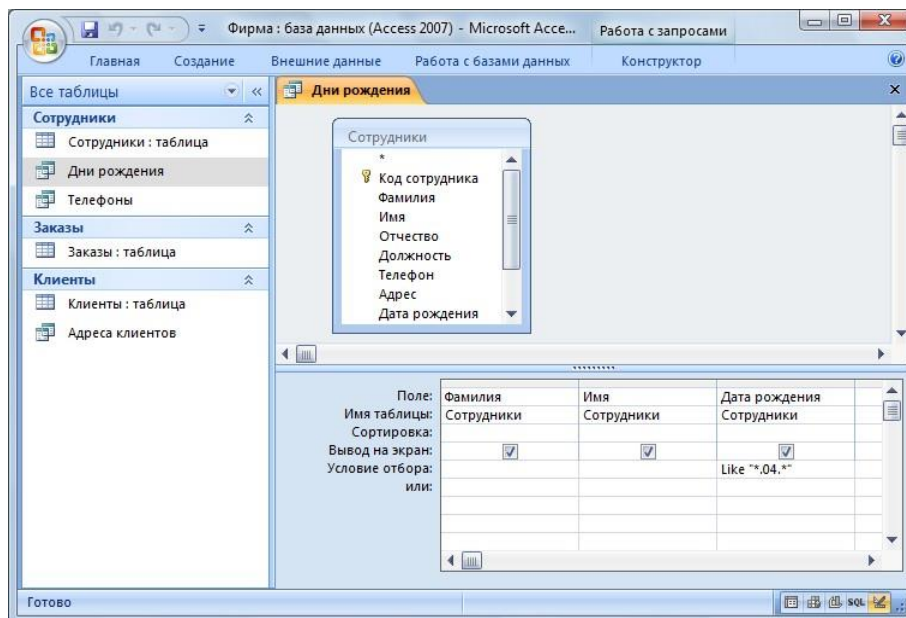 Фирма : база данных (Access 2007) - Microsoft Acce...
Работа с запросами
Главная Создание Внешние данные Работа с базами данных Конструктор
Все таблицы
Дни рождения
Сотрудники
Сотрудники : таблица
Дни рождения
Телефоны
Заказы
Заказы : таблица
Клиенты
Клиенты : таблица
Адреса клиентов
Сотрудники
*
Код сотрудника
Фамилия
Имя
Отчество
Должность
Телефон
Адрес
Дата рождения
Поле: Фамилия Имя Дата рождения
Имя таблицы: Сотрудники Сотрудники Сотрудники
Сортировка:
Вывод на экран:
Условие отбора: Like "*.04.*"
или:
Готово
SQL